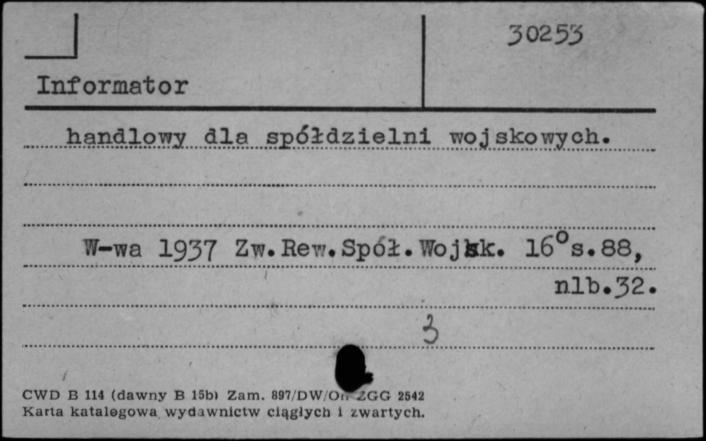 30253
Informator
handlowy dla spółdzielni wojskowych.
W-wa 1937 Zw.Rew.Spół.Wojsk. 16°s.88,
nlb.32.
3
CWD B 114 (dawny B 15b) Zam. 897/DW/On ZGG 2542
Karta katalogowa wydawnictw ciągłych i zwartych.